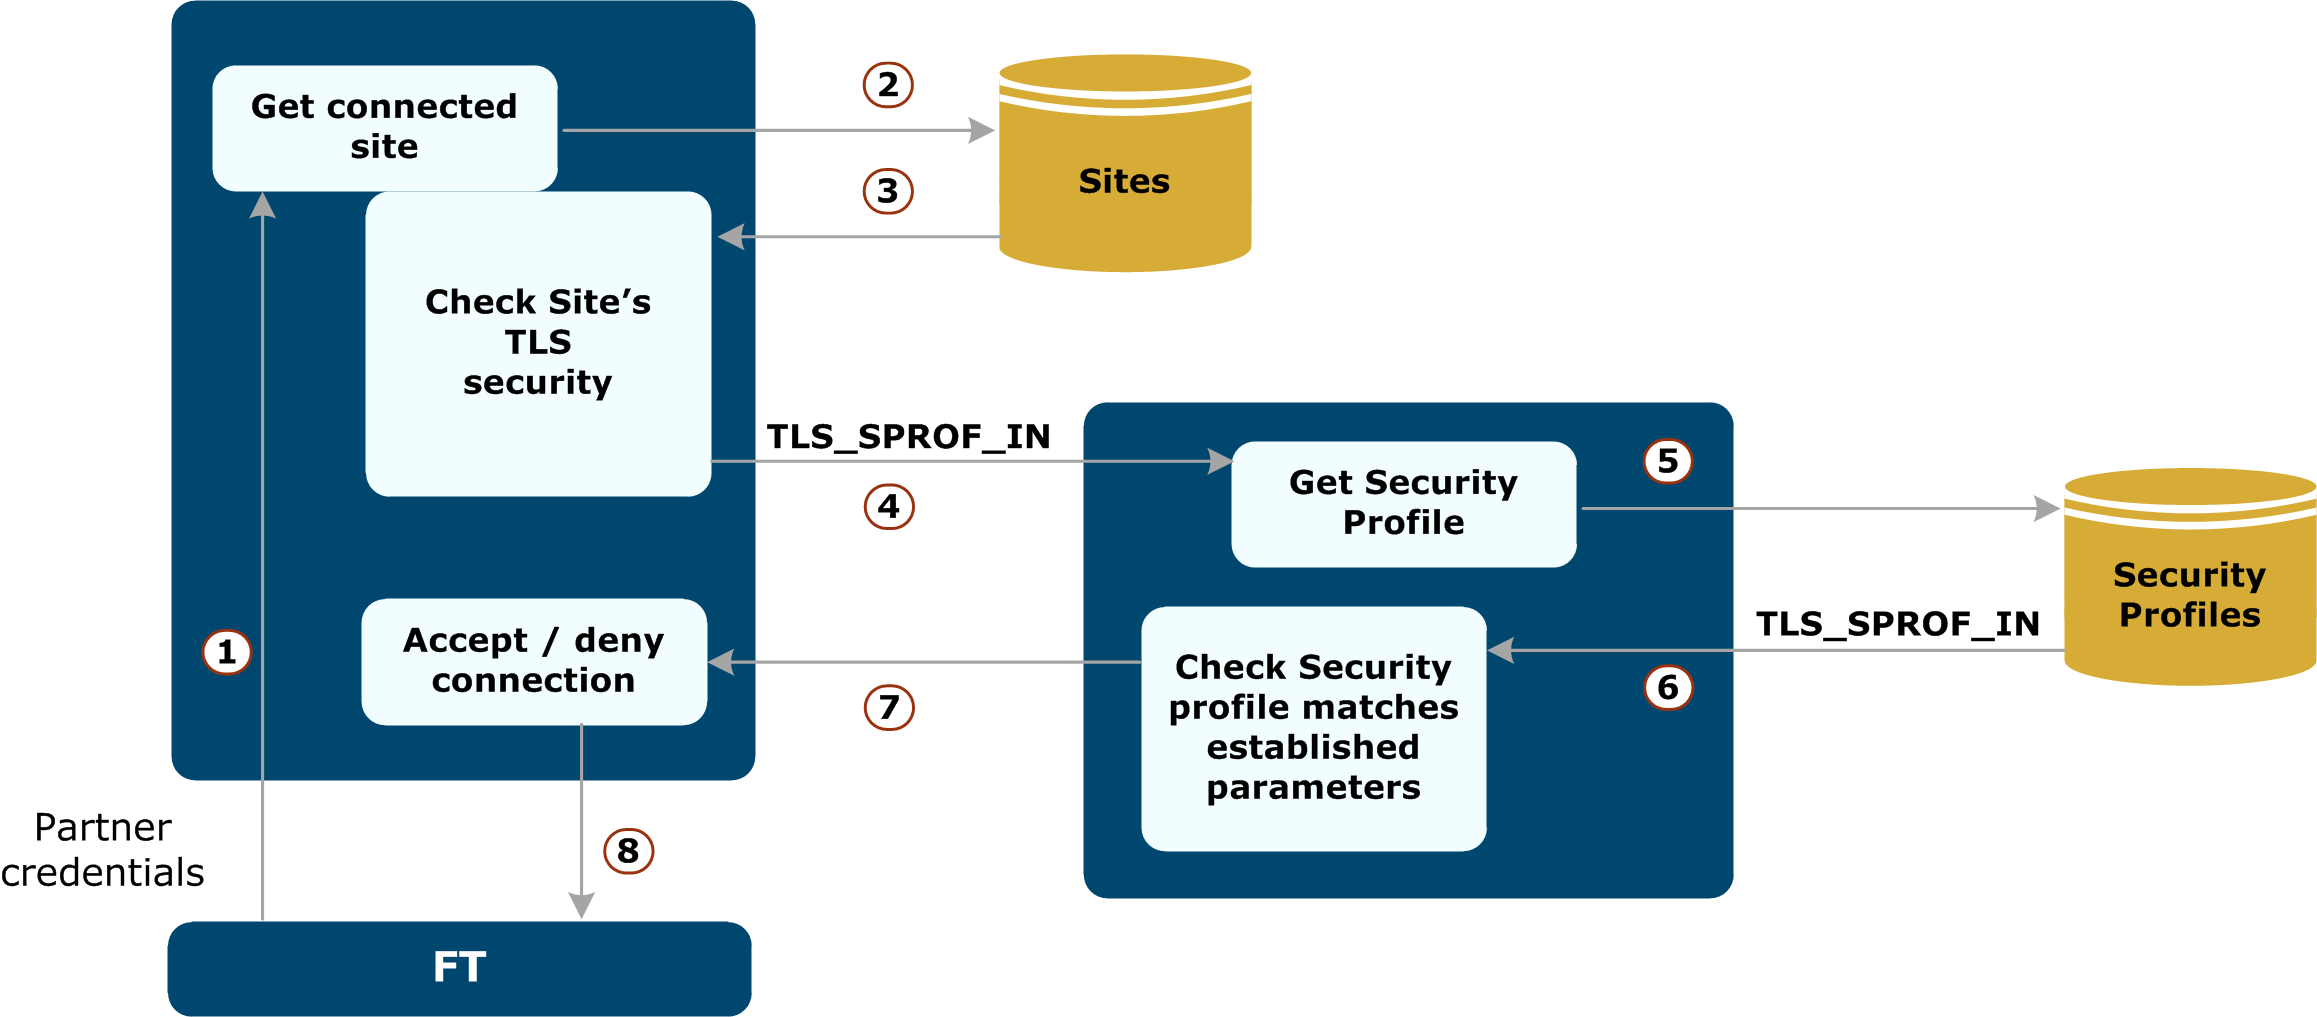 Get connected
site
2
Sites
3
Check Site’s
TLS
security
TLS_SPROF_IN
4
Get Security
Profile
5
Security
Profiles
TLS_SPROF_IN
6
Check Security
profile matches
established
parameters
7
Accept / deny
connection
1
Partner
credentials
8
FT